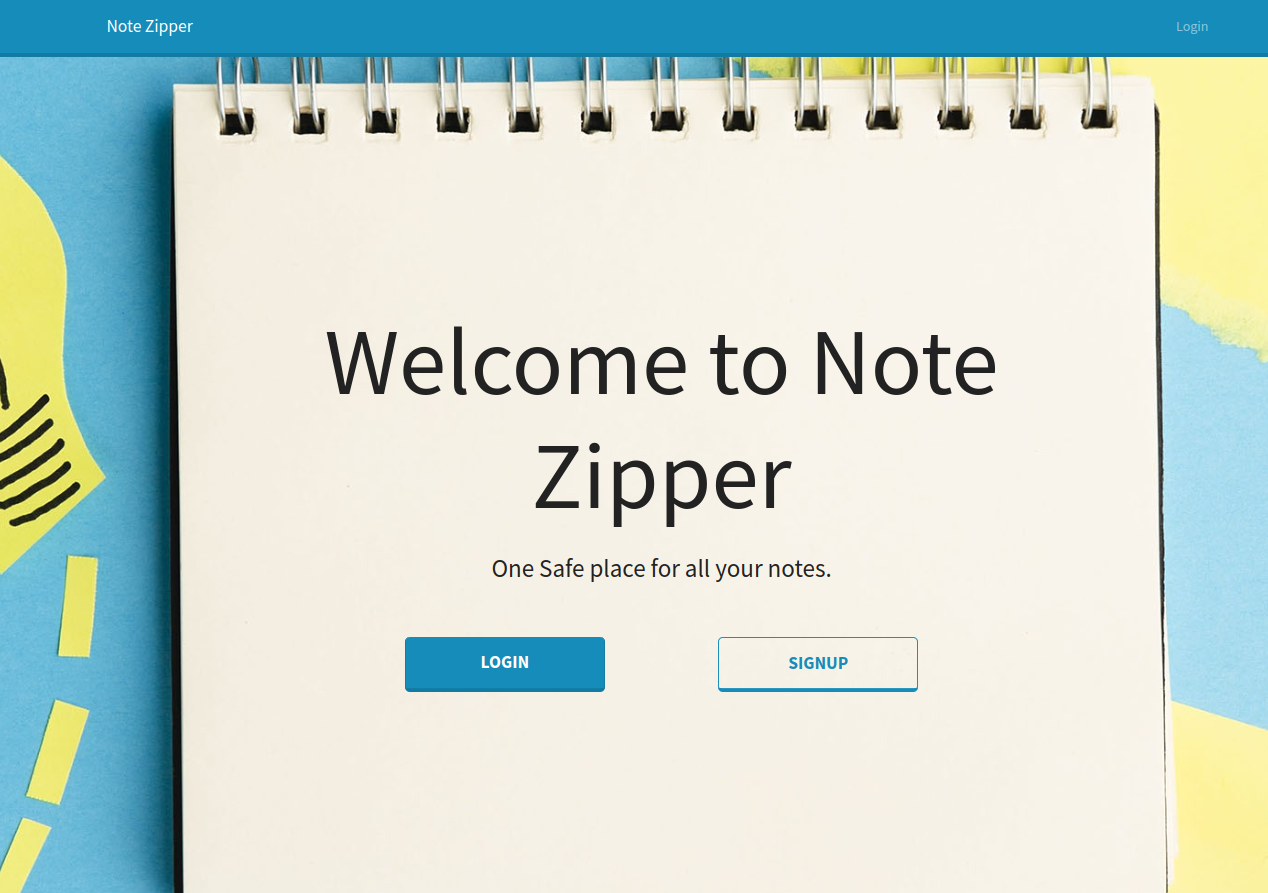 Note Zipper
Login
Welcome to Note
Zipper
One Safe place for all your notes.
LOGIN
SIGNUP